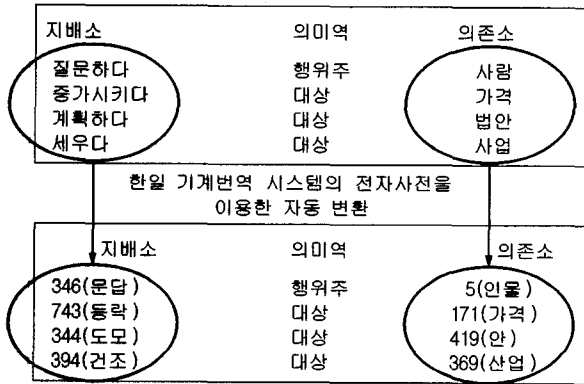 지배소 의미역 의존소
질문하다 행위주 사람
증가시키다 대상 가격
계획하다 대상 법안
세우다 대상 사업
한일 기계번역 시스템의 전자사전을
이용한 자동 변환
지배소 의미역 의존소
346(문답) 행위주 5(인물)
743(등락) 대상 171(가격)
344(도모) 대상 419(안)
394(건조) 대상 369(산업)